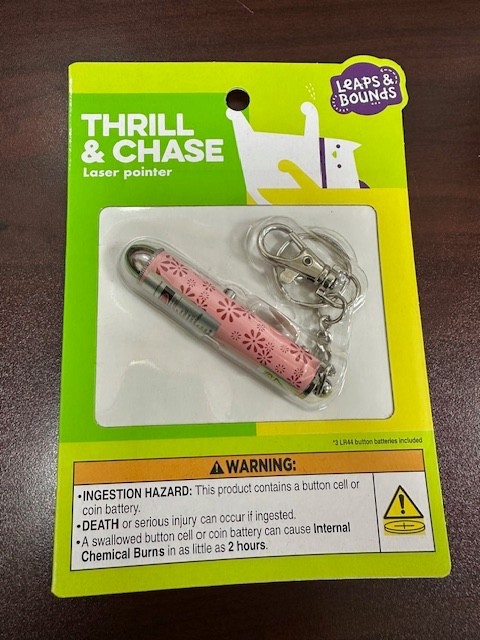 LEAPS &
BOUNDS
THRILL
& CHASE
Laser pointer
*3 LR44 button batteries included
WARNING:
•INGESTION HAZARD: This product contains a button cell or
coin battery.
•DEATH or serious injury can occur if ingested.
•A swallowed button cell or coin battery can cause Internal
Chemical Burns in as little as 2 hours.